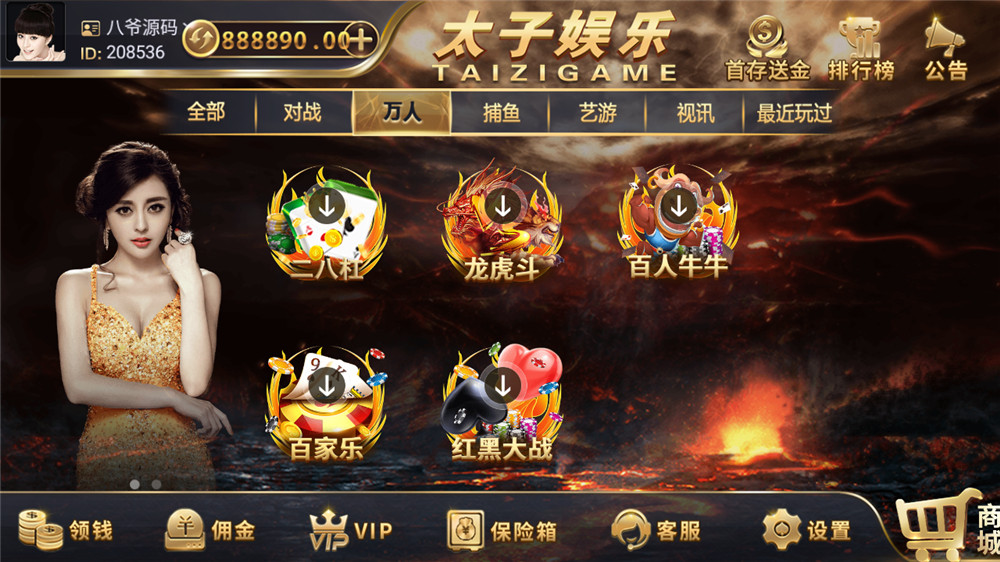 八爷源码
ID: 208536
888890.00
太子娱乐
TAIZIGAME
首存送金
排行榜
公告
全部
对战
万人
捕鱼
艺游
视讯
最近玩过
二八杠
龙虎斗
百人牛牛
百家乐
红黑大战
领钱
佣金
VIP
VIP
保险箱
客服
设置
商城